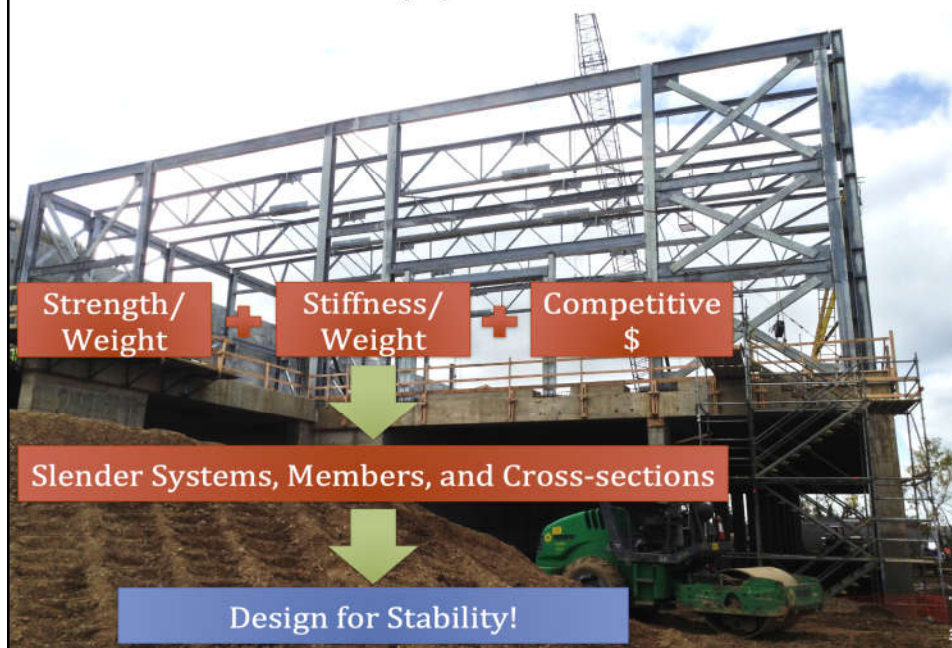 Strength/
Weight
Stiffness/
Weight
Competitive
$
Slender Systems, Members, and Cross-sections
Design for Stability!